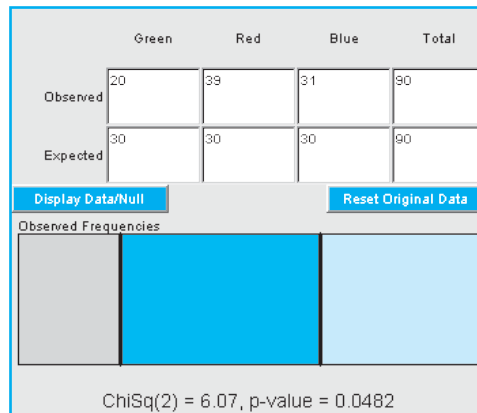 Green Red Blue Total
Observed 20 39 31 90
Expected 30 30 30 90
Display Data/Null Reset Original Data
Observed Frequencies
ChiSq(2) = 6.07, p-value = 0.0482